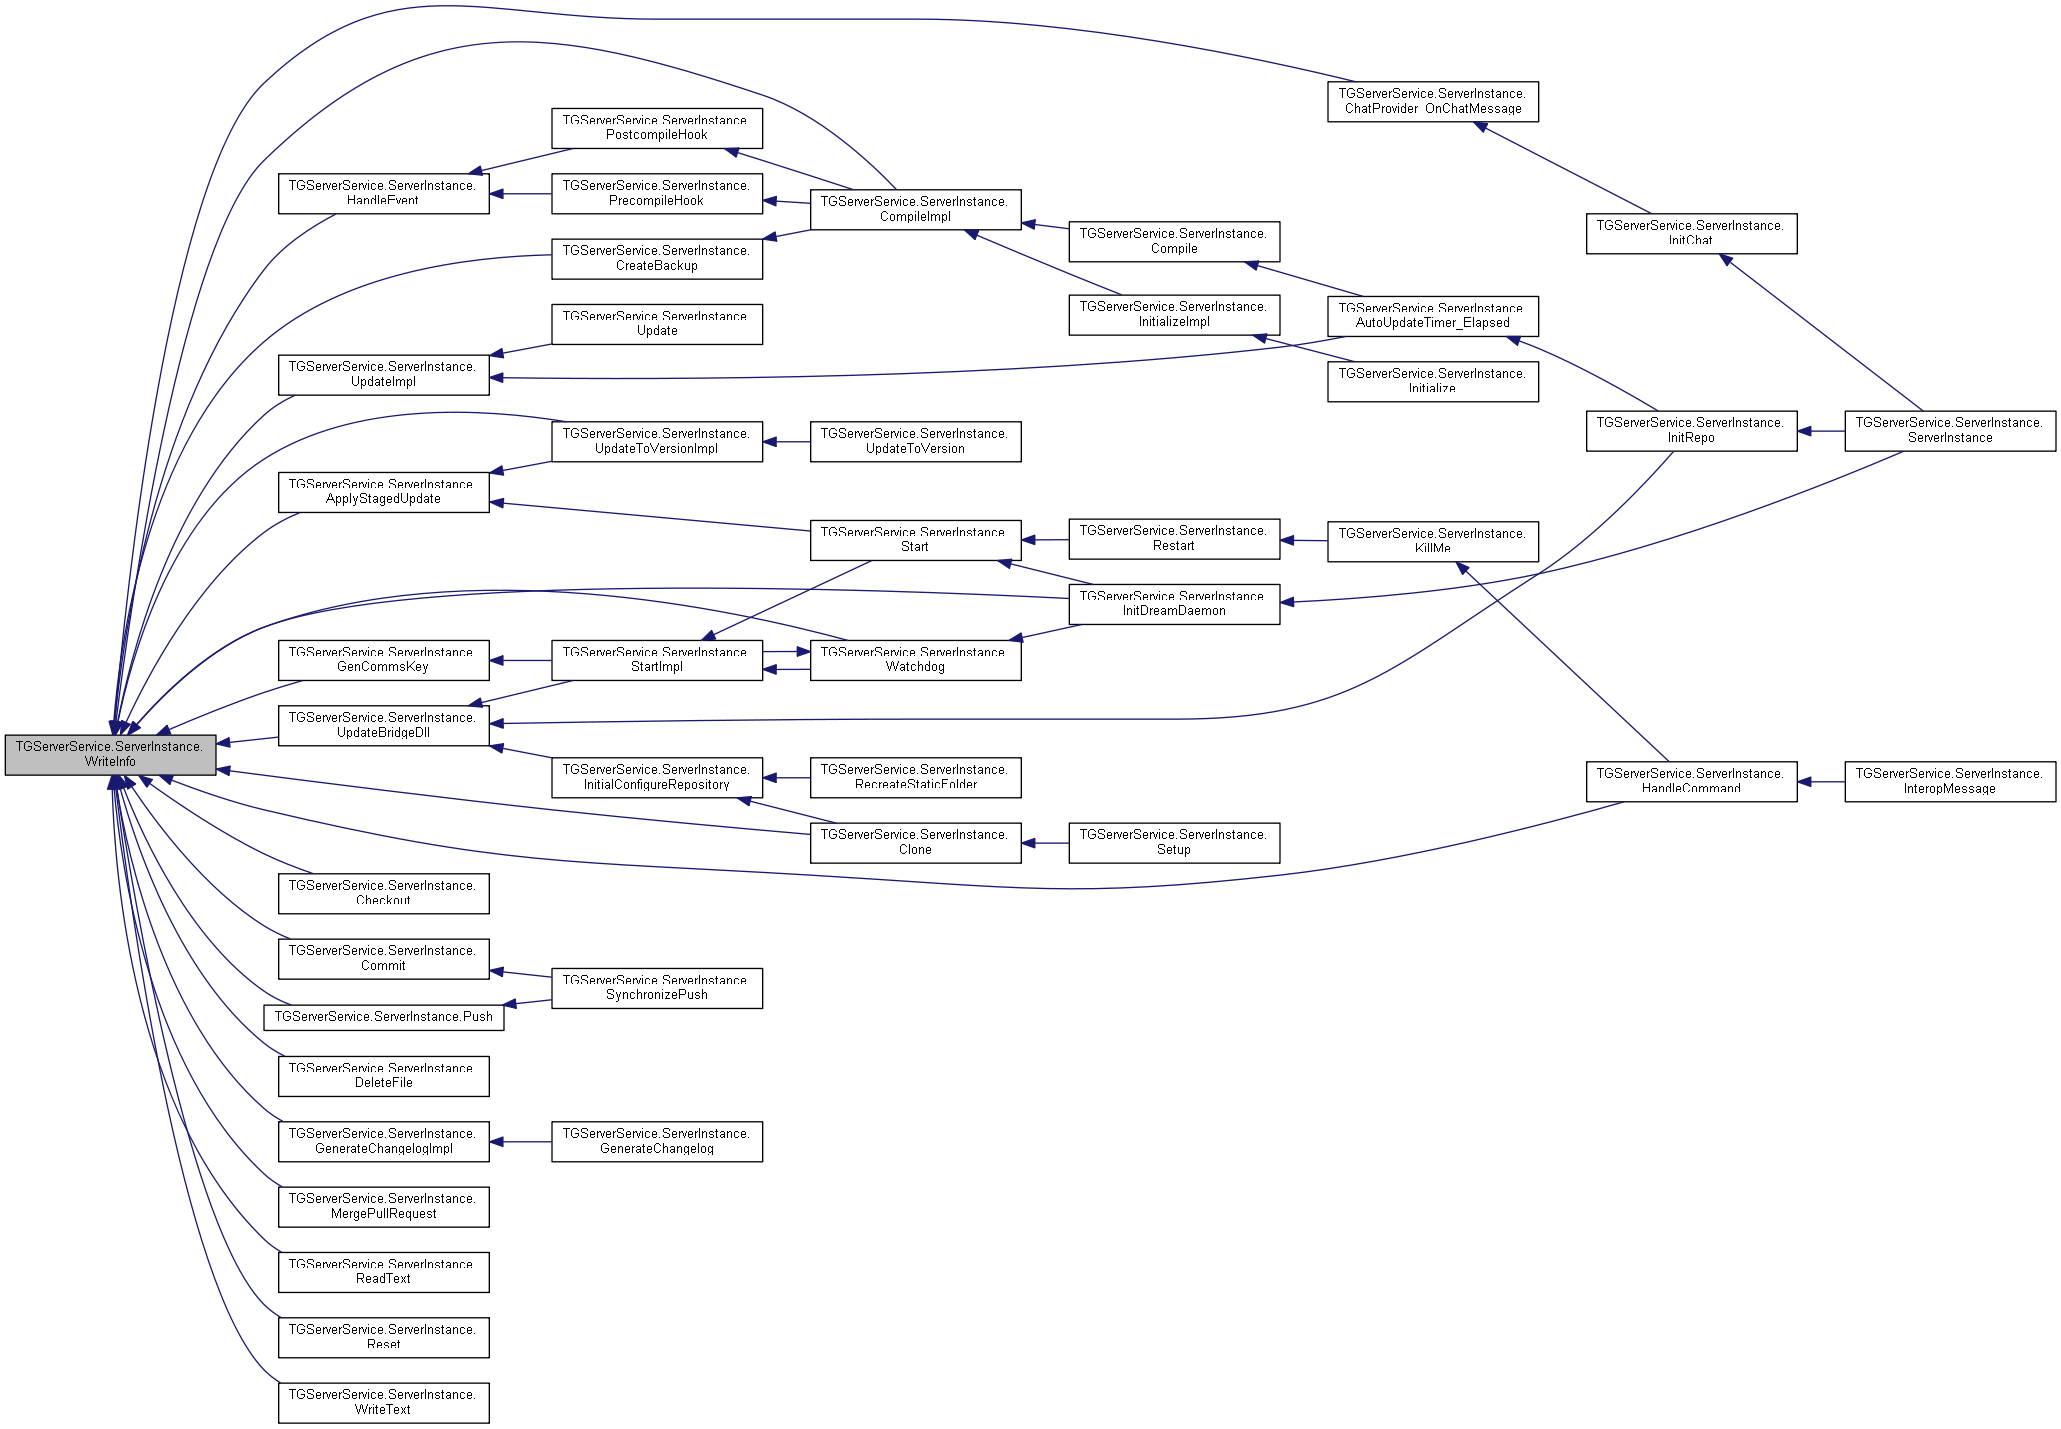 TGServerService.ServerInstance.
WriteInfo
TGServerService.ServerInstance.
HandleEvent
TGServerService.ServerInstance.
UpdateImpl
TGServerService.ServerInstance
ApplyStagedUpdate
TGServerService.ServerInstance
GenCommsKey
TGServerService.ServerInstance.
UpdateBridgeDll
TGServerService.ServerInstance.
Checkout
TGServerService.ServerInstance.
Commit
TGServerService.ServerInstance.Push
TGServerService.ServerInstance
DeleteFile
TGServerService.ServerInstance.
GenerateChangelogImpl
TGServerService.ServerInstance.
MergePullRequest
TGServerService.ServerInstance
ReadText
TGServerService.ServerInstance.
Reset
TGServerService.ServerInstance.
WriteText
TGServerService.ServerInstance
PostcompileHook
TGServerService.ServerInstance.
PrecompileHook
TGServerService.ServerInstance.
CreateBackup
TGServerService.ServerInstance
Update
TGServerService.ServerInstance.
UpdateToVersionImpl
TGServerService.ServerInstance
StartImpl
TGServerService.ServerInstance.
InitialConfigureRepository
TGServerService.ServerInstance
SynchronizePush
TGServerService.ServerInstance.
GenerateChangelog
TGServerService.ServerInstance.
CompileImpl
TGServerService.ServerInstance.
UpdateToVersion
TGServerService.ServerInstance
Start
TGServerService.ServerInstance
Watchdog
TGServerService.ServerInstance.
RecreateStaticFolder
TGServerService.ServerInstance.
Clone
TGServerService.ServerInstance.
Compile
TGServerService.ServerInstance.
InitializeImpl
TGServerService.ServerInstance.
Restart
TGServerService.ServerInstance
InitDreamDaemon
TGServerService.ServerInstance.
Setup
TGServerService.ServerInstance.
ChatProvider_OnChatMessage
TGServerService.ServerInstance
AutoUpdateTimer_Elapsed
TGServerService.ServerInstance.
Initialize
TGServerService.ServerInstance.
KillMe
TGServerService.ServerInstance.
InitChat
TGServerService.ServerInstance.
InitRepo
TGServerService.ServerInstance.
HandleCommand
TGServerService.ServerInstance.
ServerInstance
TGServerService.ServerInstance.
InteropMessage